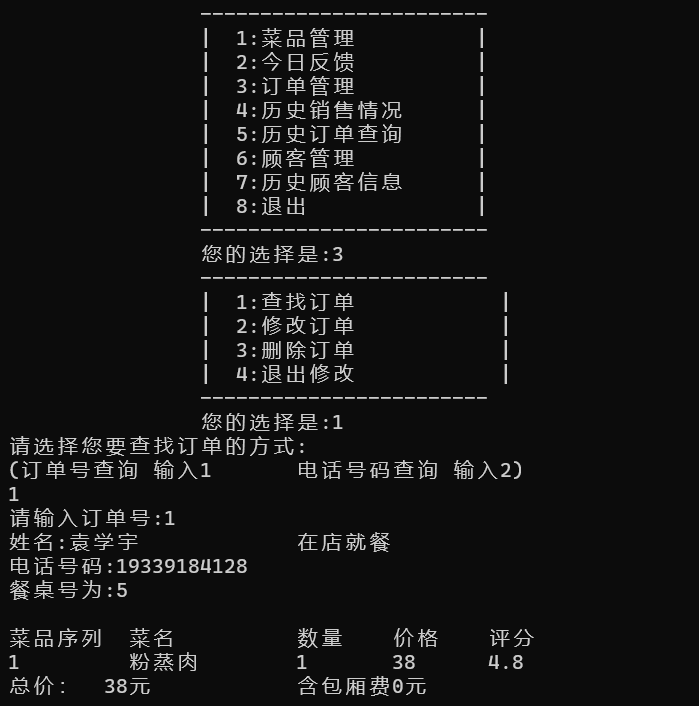 ------------------------
|  1:菜品管理          |
|  2:今日反馈          |
|  3:订单管理          |
|  4:历史销售情况      |
|  5:历史订单查询      |
|  6:顾客管理          |
|  7:历史顾客信息      |
|  8:退出              |
------------------------
您的选择是:3
------------------------
|  1:查找订单            |
|  2:修改订单            |
|  3:删除订单            |
|  4:退出修改            |
------------------------
您的选择是:1
请选择您要查找订单的方式:
(订单号查询 输入1       电话号码查询 输入2)
1
请输入订单号:1
姓名:袁学宇             在店就餐
电话号码:19339184128
餐桌号为:5
菜品序列  菜名          数量    价格    评分
1         粉蒸肉        1       38      4.8
总价:   38元            含包厢费0元